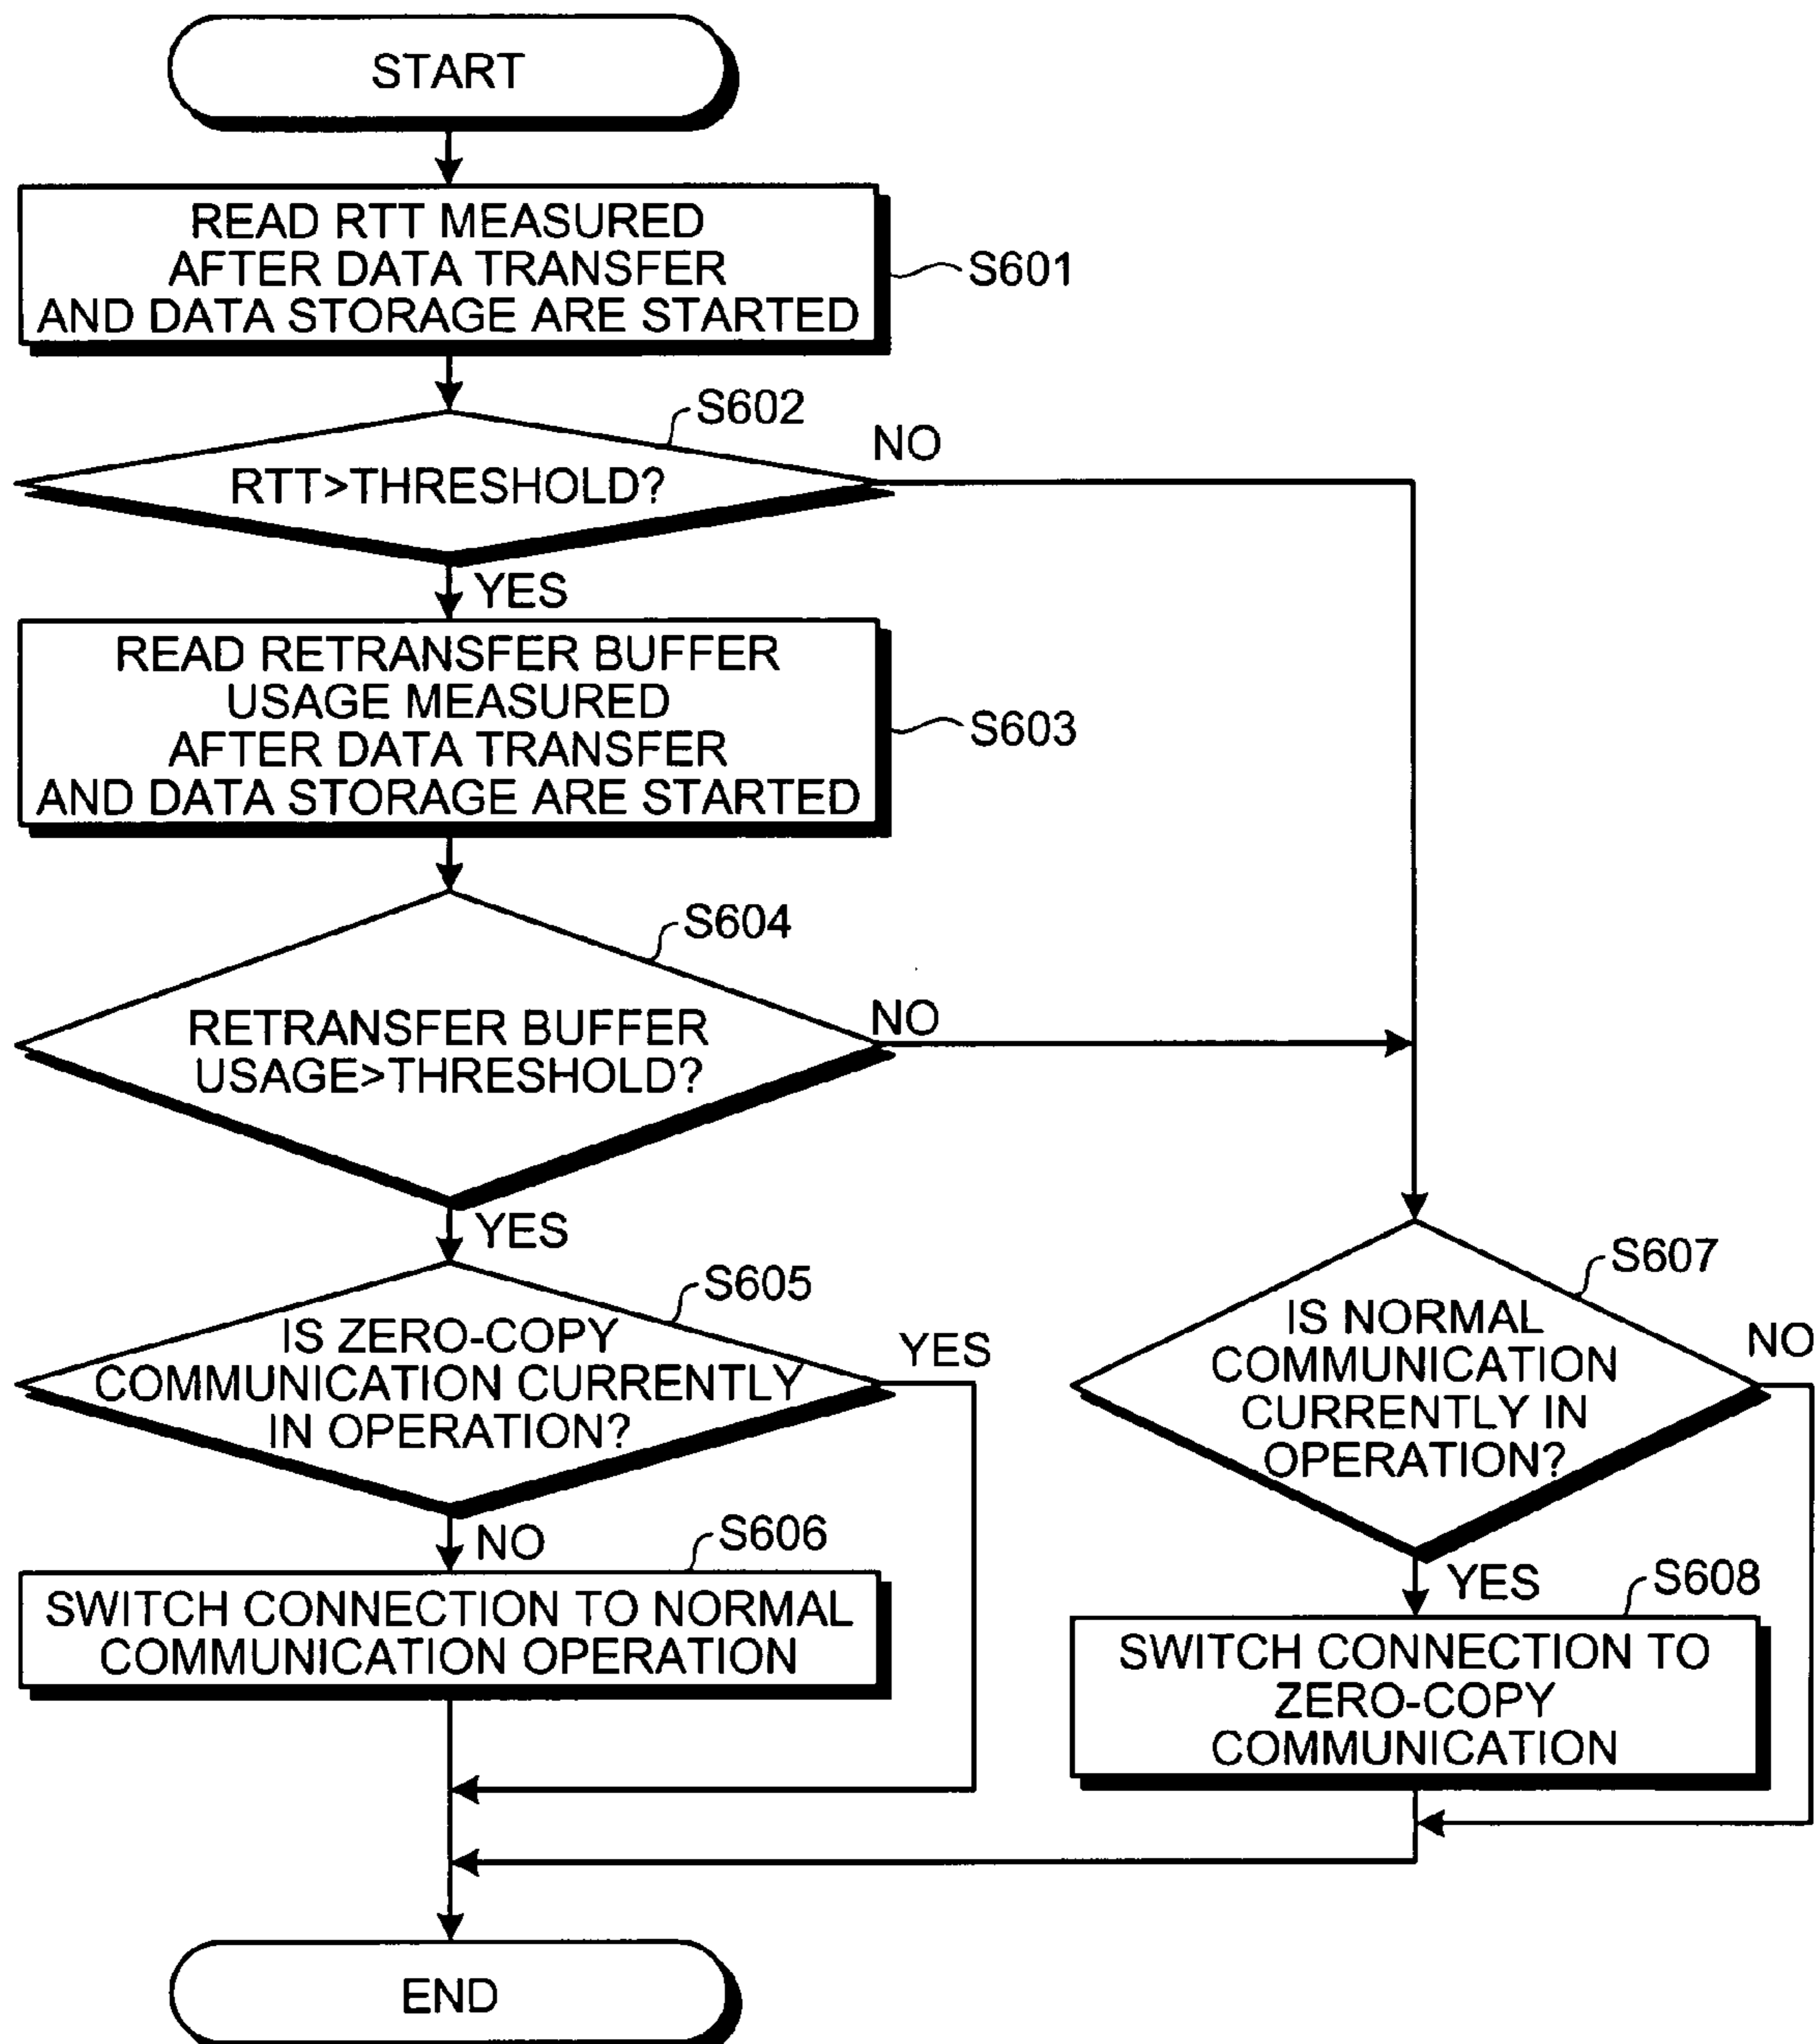 START
READ RTT MEASURED
AFTER DATA TRANSFER
AND DATA STORAGE ARE STARTED
S601
S602
RTT>THRESHOLD?
NO
YES
READ RETRANSFER BUFFER
USAGE MEASURED
AFTER DATA TRANSFER
AND DATA STORAGE ARE STARTED
S603
S604
RETRANSFER BUFFER
USAGE>THRESHOLD?
NO
YES
S605
IS ZERO-COPY
COMMUNICATION CURRENTLY
IN OPERATION?
YES
NO
S606
SWITCH CONNECTION TO NORMAL
COMMUNICATION OPERATION
S607
IS NORMAL
COMMUNICATION
CURRENTLY IN
OPERATION?
NO
YES
S608
SWITCH CONNECTION TO
ZERO-COPY
COMMUNICATION
END